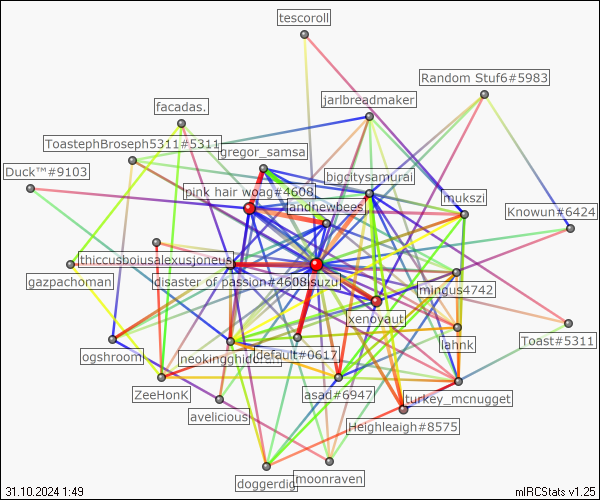 tescoroll
Random Stuf6#5983
jarlbreadmaker
facadas.
ToastephBroseph5311#5311
gregor_samsa
Duck™#9103
bigcitysamurai
pink hair woag#4608
mukszi
andnewbees
Knowun#6424
thiccusboiusalexusjoneus
gazpachoman
disaster of passion#4608
suzu
mingus4742
xenoyaut
Toast#5311
lahnk
ogshroom
neokingghidorah
default#0617
ZeeHonK
asad#6947
turkey_mcnugget
avelicious
Heighleaigh#8575
doggerdig
moonraven
31.10.2024 1:49
mIRCStats v1.25